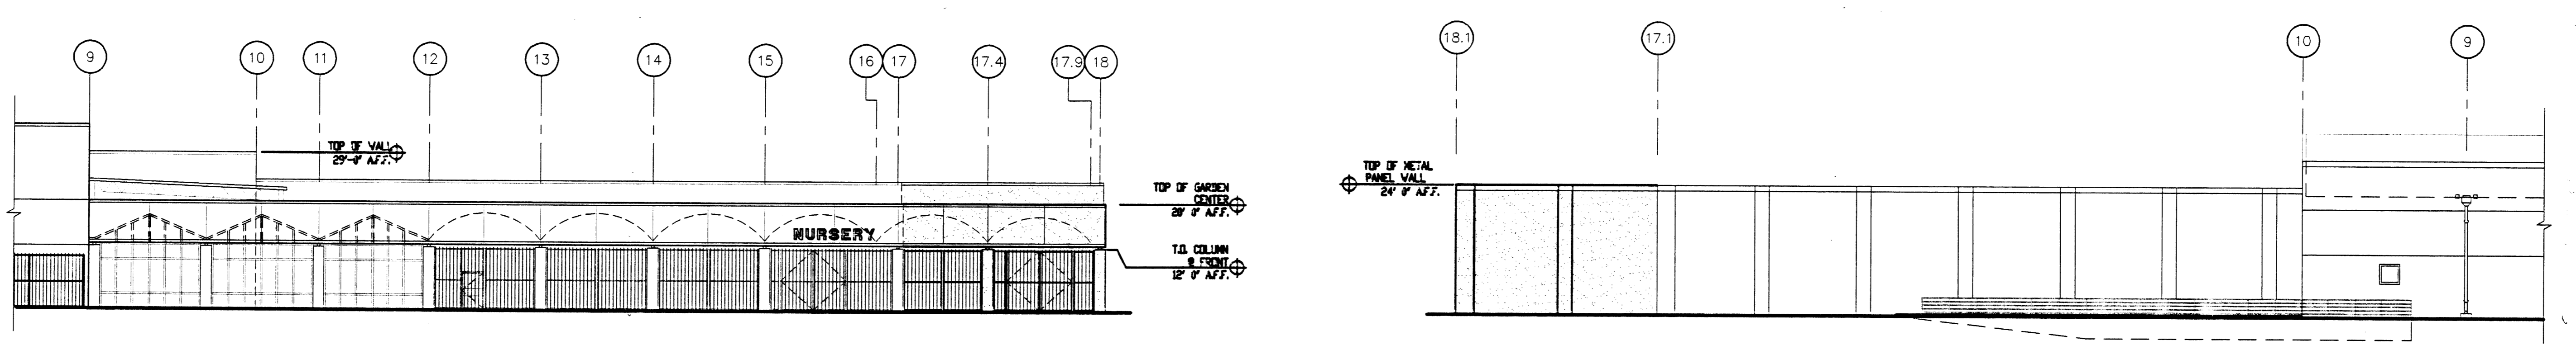 9 10 11 12 13 14 15 16 17 17.4 17.9 18
TOP OF WALL
29'-0" A.F.F.
TOP OF GARDEN
CENTER
20' 0" A.F.F.
NURSERY
T.O. COLUMN
@ FRONT
12' 0" A.F.F.
18.1 17.1 10 9
TOP OF METAL
PANEL WALL
24' 0" A.F.F.